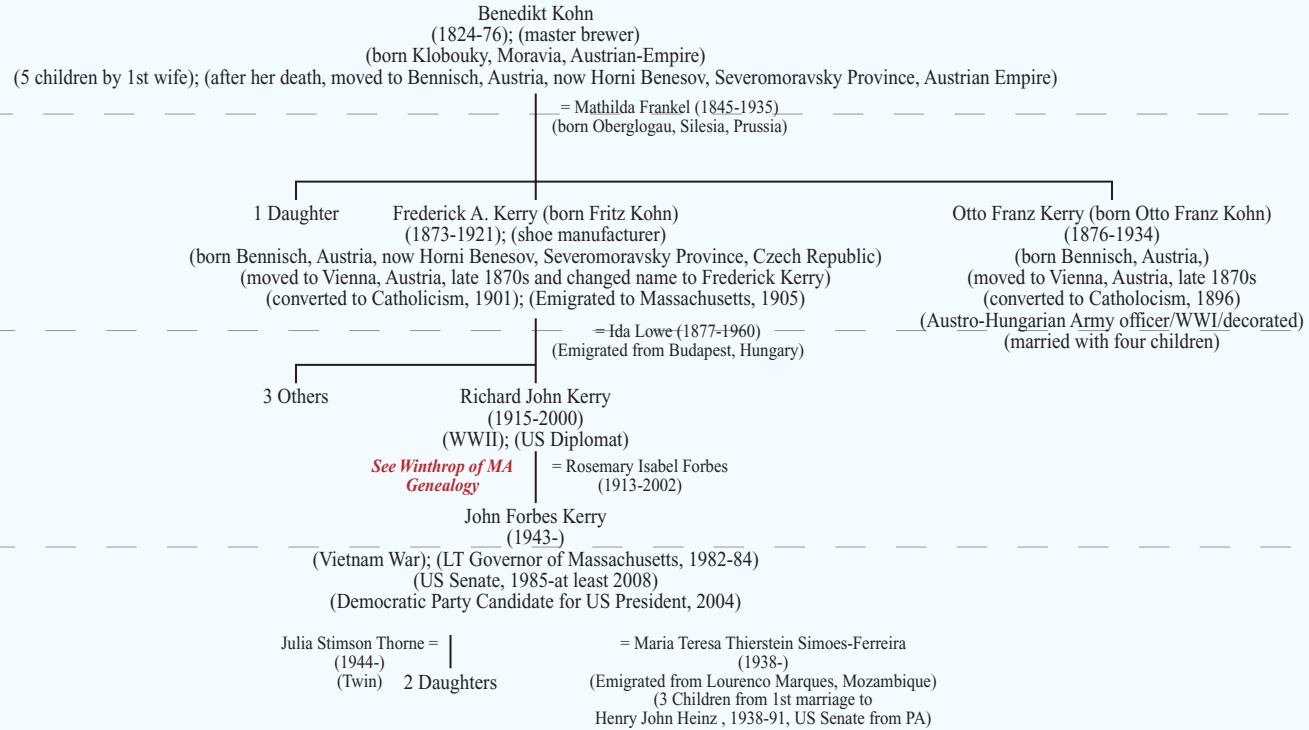 Benedikt Kohn
(1824-76); (master brewer)
(born Klobouky, Moravia, Austrian-Empire)
(5 children by 1st wife); (after her death, moved to Bennisch, Austria, now Horni Benesov, Severomoravsky Province, Austrian Empire)
= Mathilda Frankel (1845-1935)
(born Oberglogau, Silesia, Prussia)
1 Daughter
Frederick A. Kerry (born Fritz Kohn)
(1873-1921); (shoe manufacturer)
(born Bennisch, Austria, now Horni Benesov, Severomoravsky Province, Czech Republic)
(moved to Vienna, Austria, late 1870s and changed name to Frederick Kerry)
(converted to Catholicism, 1901); (Emigrated to Massachusetts, 1905)
Otto Franz Kerry (born Otto Franz Kohn)
(1876-1934)
(born Bennisch, Austria,)
(moved to Vienna, Austria, late 1870s
(converted to Catholocism, 1896)
(Austro-Hungarian Army officer/WWI/decorated)
(married with four children)
= Ida Lowe (1877-1960)
(Emigrated from Budapest, Hungary)
3 Others
Richard John Kerry
(1915-2000)
(WWII); (US Diplomat)
See Winthrop of MA
Genealogy
= Rosemary Isabel Forbes
(1913-2002)
John Forbes Kerry
(1943-)
(Vietnam War); (LT Governor of Massachusetts, 1982-84)
(US Senate, 1985-at least 2008)
(Democratic Party Candidate for US President, 2004)
Julia Stimson Thorne =
(1944-)
(Twin)
2 Daughters
= Maria Teresa Thierstein Simoes-Ferreira
(1938-)
(Emigrated from Lourenco Marques, Mozambique)
(3 Children from 1st marriage to
Henry John Heinz , 1938-91, US Senate from PA)